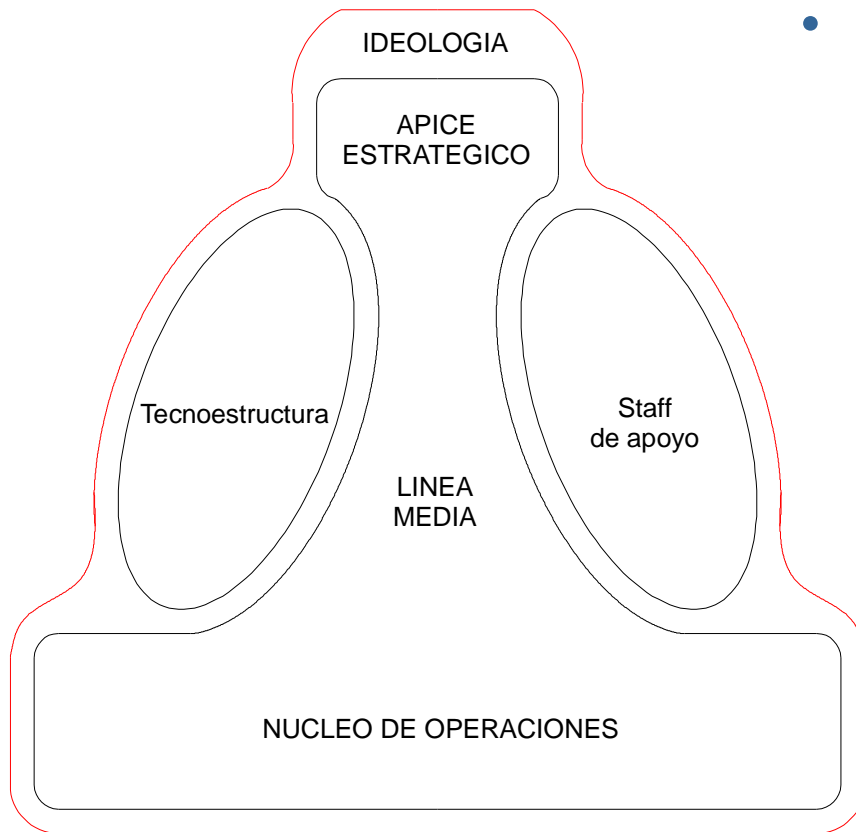 IDEOLOGIA
APICE
ESTRATEGICO
Tecnoestructura
Staff
de apoyo
LINEA
MEDIA
NUCLEO DE OPERACIONES